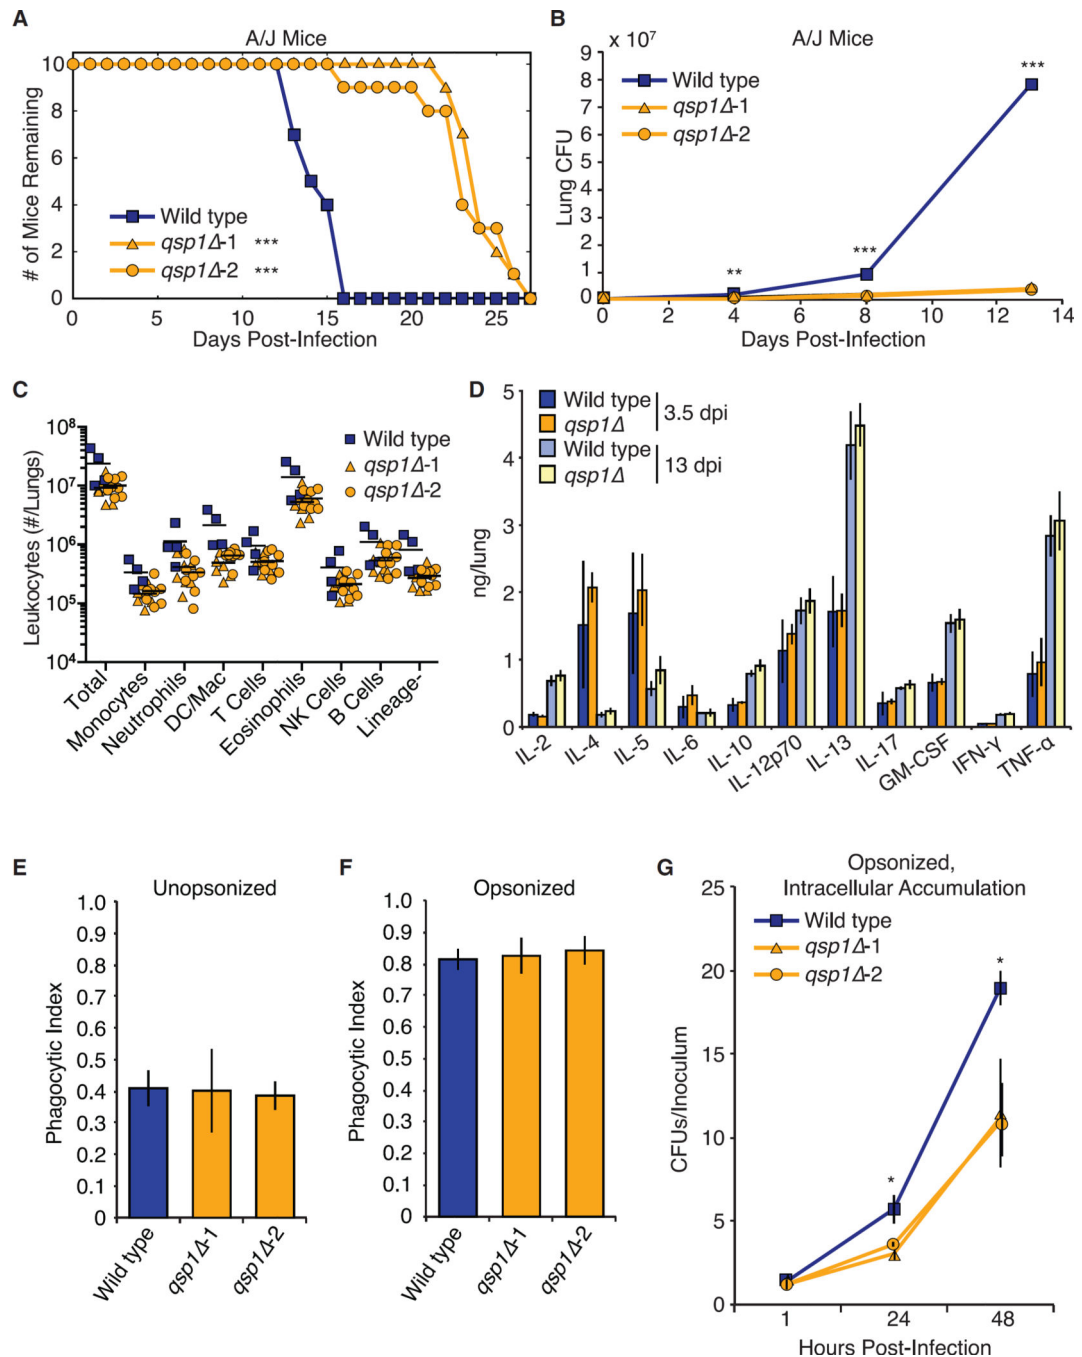 A
A/J Mice
# of Mice Remaining
10
8
6
4
2
0
Wild type
qsp1Δ-1 ***
qsp1Δ-2 ***
0 5 10 15 20 25
Days Post-Infection
B
x 10⁷
A/J Mice
Lung CFU
9
8
7
6
5
4
3
2
1
0
Wild type
qsp1Δ-1
qsp1Δ-2
**
***
***
0 2 4 6 8 10 12 14
Days Post-Infection
C
Leukocytes (#/Lungs)
10⁸
10⁷
10⁶
10⁵
10⁴
Wild type
qsp1Δ-1
qsp1Δ-2
Total
Monocytes
Neutrophils
DC/Mac
T Cells
Eosinophils
NK Cells
B Cells
Lineage-
D
ng/lung
5
4
3
2
1
0
Wild type
qsp1Δ
3.5 dpi
Wild type
qsp1Δ
13 dpi
IL-2
IL-4
IL-5
IL-6
IL-10
IL-12p70
IL-13
IL-17
GM-CSF
IFN-γ
TNF-α
E
Unopsonized
Phagocytic Index
1.0
0.9
0.8
0.7
0.6
0.5
0.4
0.3
0.2
0.1
0
Wild type
qsp1Δ-1
qsp1Δ-2
F
Opsonized
Phagocytic Index
1.0
0.9
0.8
0.7
0.6
0.5
0.4
0.3
0.2
0.1
0
Wild type
qsp1Δ-1
qsp1Δ-2
G
Opsonized,
Intracellular Accumulation
CFUs/Inoculum
25
20
15
10
5
0
Wild type
qsp1Δ-1
qsp1Δ-2
*
*
1 24 48
Hours Post-Infection